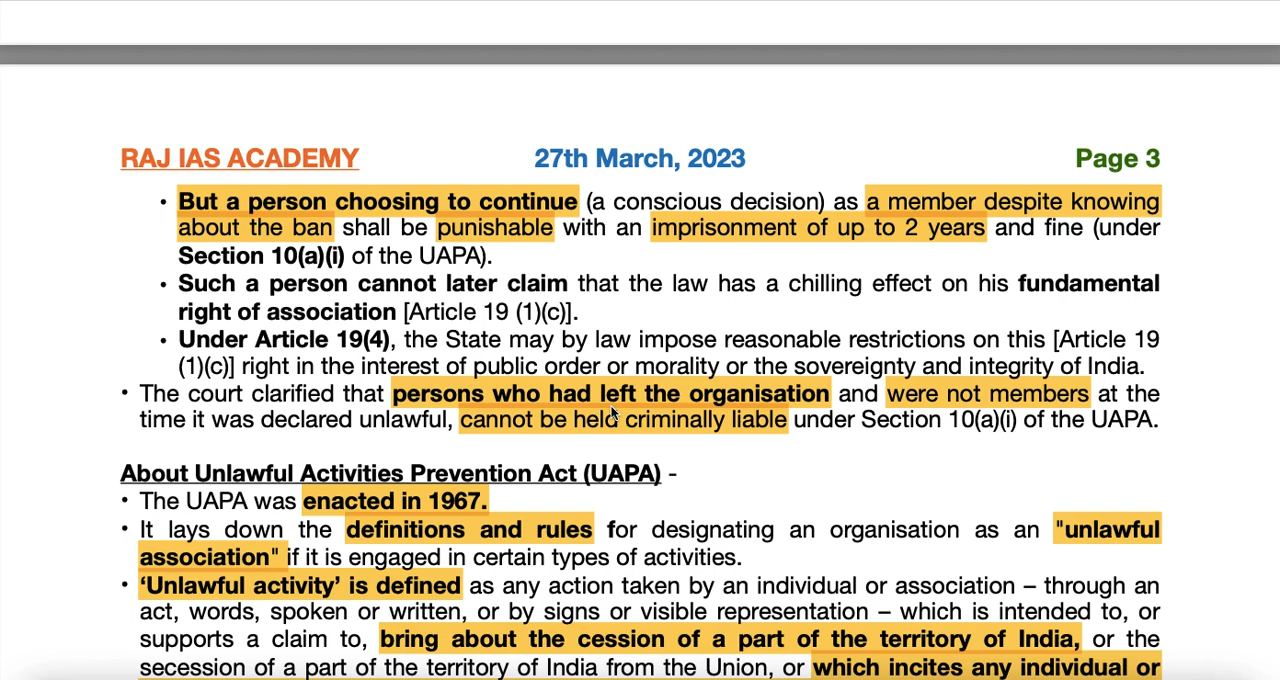 RAJ IAS ACADEMY 27th March, 2023 Page 3
• But a person choosing to continue (a conscious decision) as a member despite knowing
about the ban shall be punishable with an imprisonment of up to 2 years and fine (under
Section 10(a)(i) of the UAPA).
• Such a person cannot later claim that the law has a chilling effect on his fundamental
right of association [Article 19 (1)(c)].
• Under Article 19(4), the State may by law impose reasonable restrictions on this [Article 19
(1)(c)] right in the interest of public order or morality or the sovereignty and integrity of India.
• The court clarified that persons who had left the organisation and were not members at the
time it was declared unlawful, cannot be held criminally liable under Section 10(a)(i) of the UAPA.
About Unlawful Activities Prevention Act (UAPA) -
• The UAPA was enacted in 1967.
• It lays down the definitions and rules for designating an organisation as an "unlawful
association" if it is engaged in certain types of activities.
• ‘Unlawful activity’ is defined as any action taken by an individual or association – through an
act, words, spoken or written, or by signs or visible representation – which is intended to, or
supports a claim to, bring about the cession of a part of the territory of India, or the
secession of a part of the territory of India from the Union, or which incites any individual or